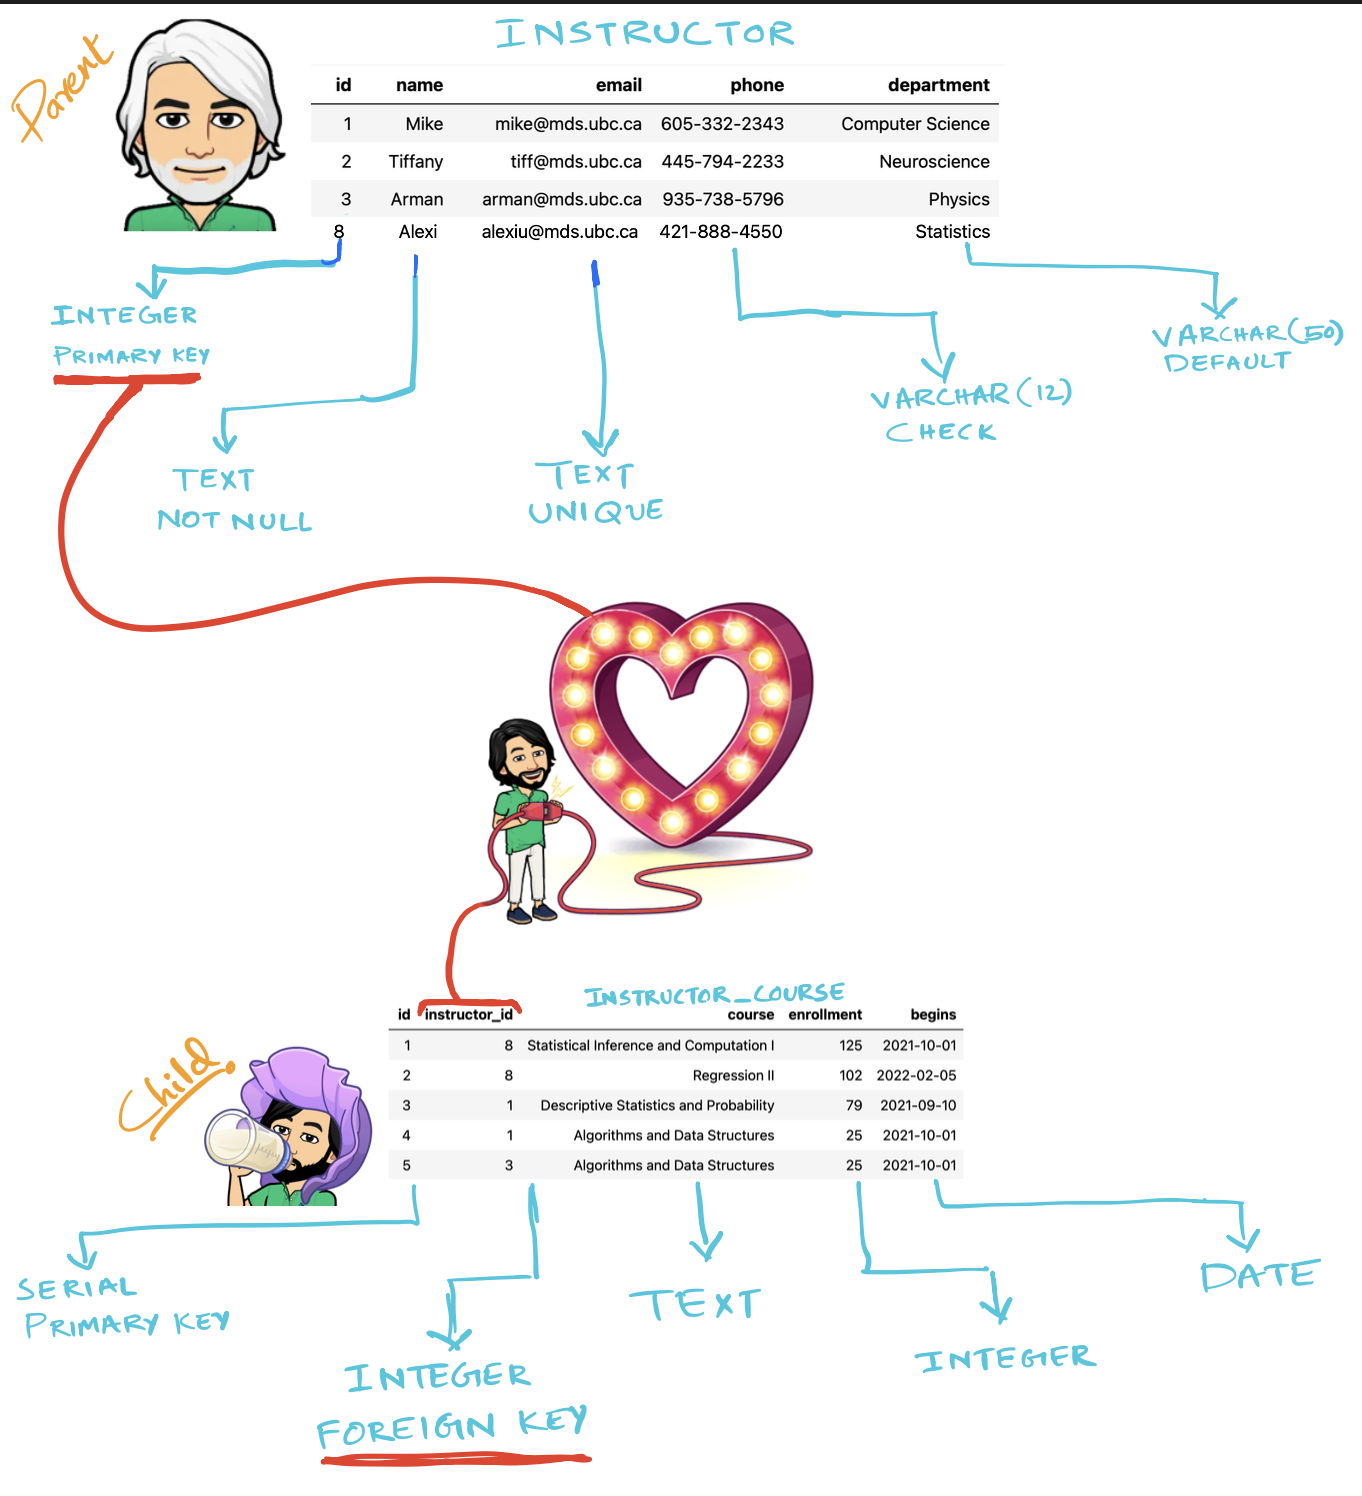 Parent
INSTRUCTOR
id name email phone department
1 Mike mike@mds.ubc.ca 605-332-2343 Computer Science
2 Tiffany tiff@mds.ubc.ca 445-794-2233 Neuroscience
3 Arman arman@mds.ubc.ca 935-738-5796 Physics
8 Alexi alexiu@mds.ubc.ca 421-888-4550 Statistics
INTEGER
PRIMARY KEY
TEXT
NOT NULL
TEXT
UNIQUE
VARCHAR(12)
CHECK
VARCHAR(50)
DEFAULT
INSTRUCTOR_COURSE
id instructor_id course enrollment begins
1 8 Statistical Inference and Computation I 125 2021-10-01
2 8 Regression II 102 2022-02-05
3 1 Descriptive Statistics and Probability 79 2021-09-10
4 1 Algorithms and Data Structures 25 2021-10-01
5 3 Algorithms and Data Structures 25 2021-10-01
Child.
SERIAL
PRIMARY KEY
INTEGER
FOREIGN KEY
TEXT
INTEGER
DATE